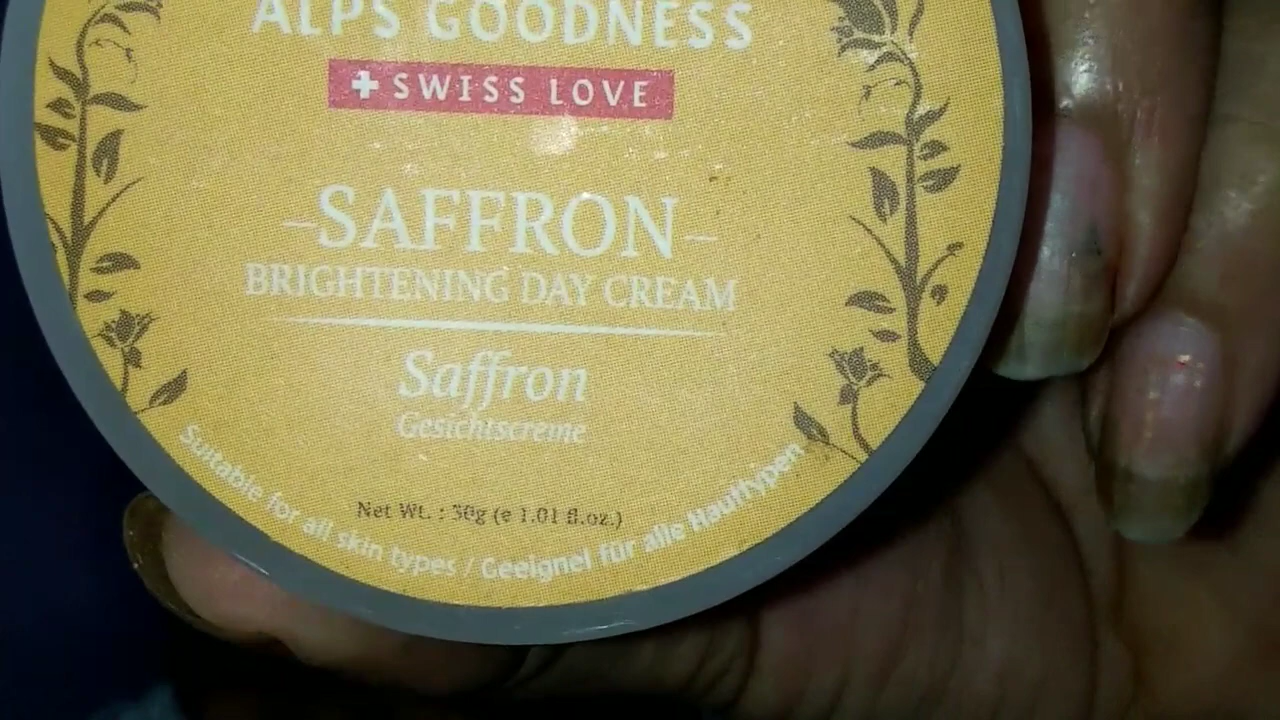 ALPS GOODNESS
SWISS LOVE
-SAFFRON-
BRIGHTENING DAY CREAM
Saffron
Gesichtscreme
Net Wt. : 30g (e 1.01 fl.oz.)
Suitable for all skin types / Geeignel für alle Hauttypen